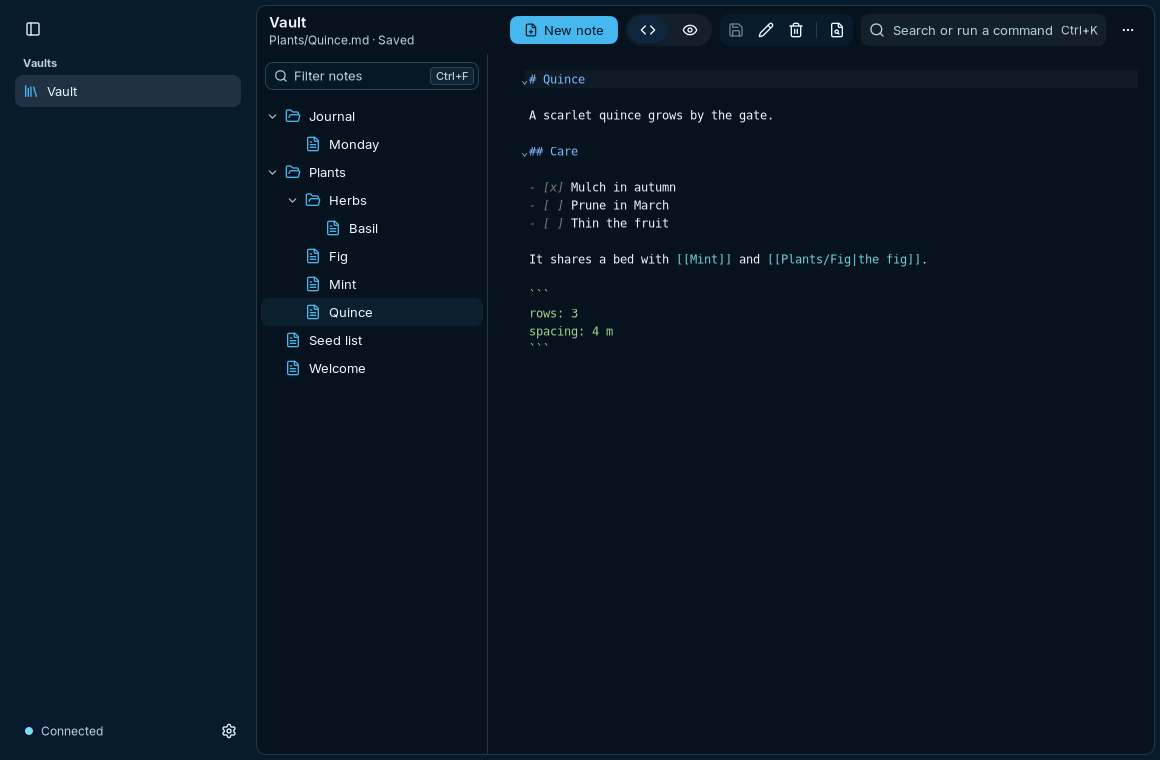 Vaults
Vault
Connected
Vault
Plants/Quince.md · Saved
New note
Search or run a command Ctrl+K
Filter notes Ctrl+F
Journal
Monday
Plants
Herbs
Basil
Fig
Mint
Quince
Seed list
Welcome
# Quince
A scarlet quince grows by the gate.
## Care
- [x] Mulch in autumn
- [ ] Prune in March
- [ ] Thin the fruit
It shares a bed with [[Mint]] and [[Plants/Fig|the fig]].
```
rows: 3
spacing: 4 m
```